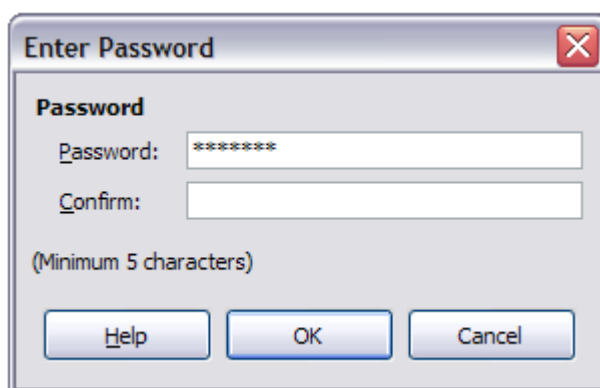 Enter Password
Password
Password: *******
Confirm:
(Minimum 5 characters)
Help OK Cancel